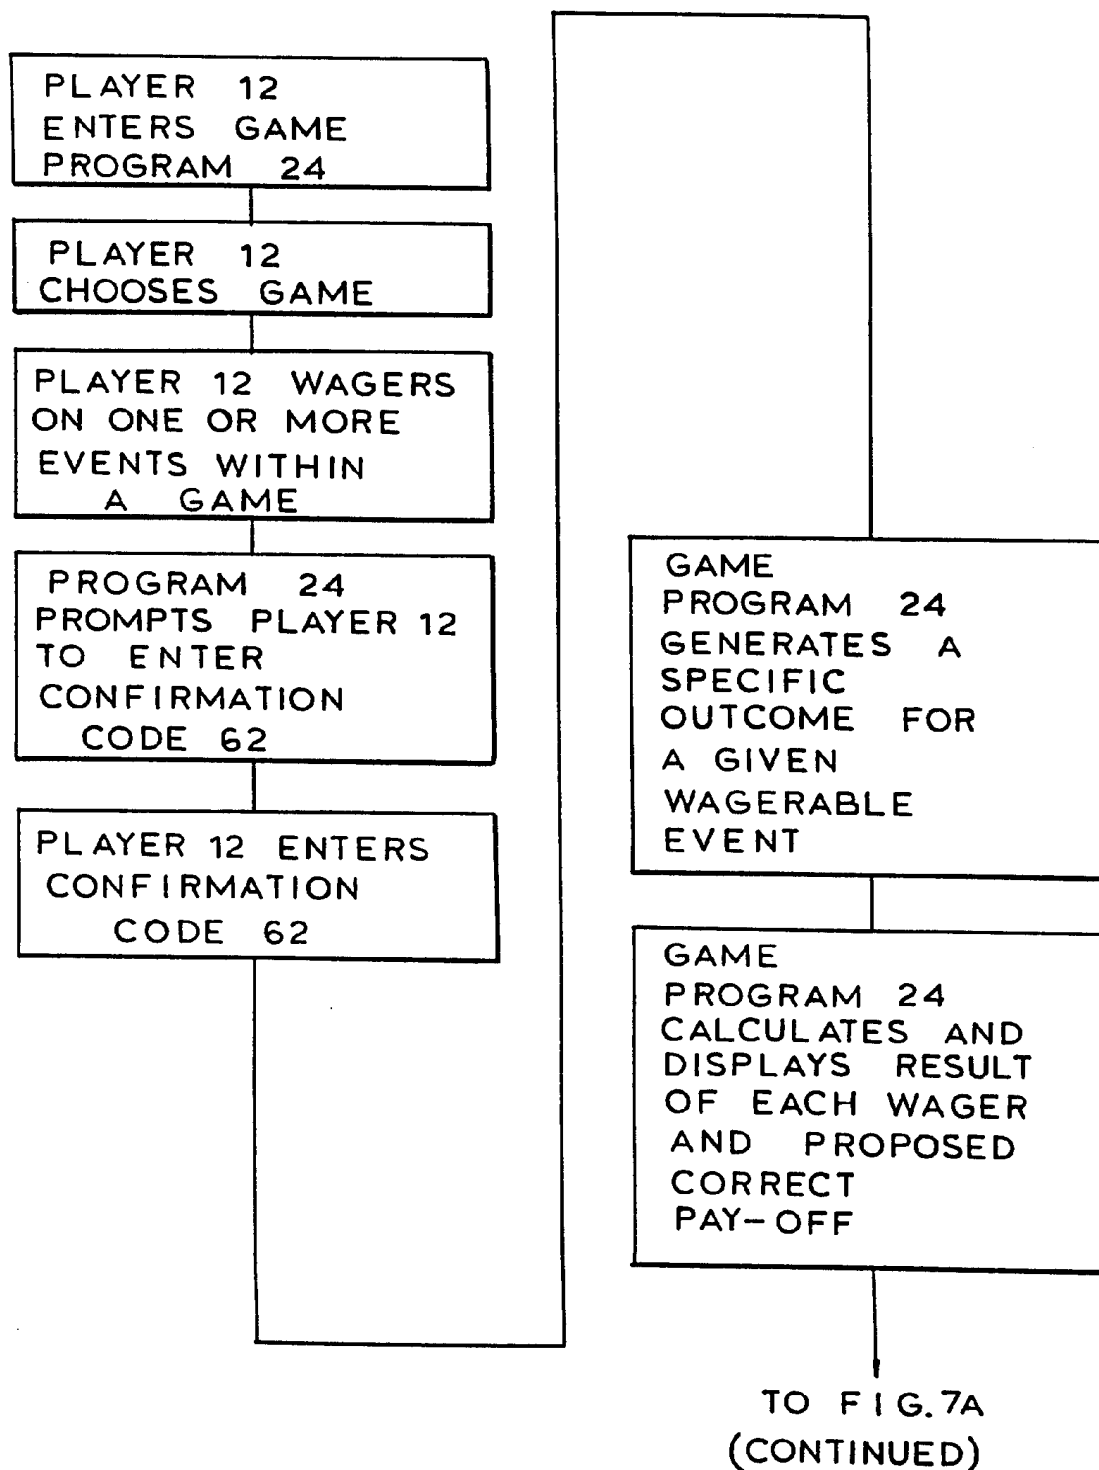 PLAYER 12
ENTERS GAME
PROGRAM 24
PLAYER 12
CHOOSES GAME
PLAYER 12 WAGERS
ON ONE OR MORE
EVENTS WITHIN
A GAME
PROGRAM 24
PROMPTS PLAYER 12
TO ENTER
CONFIRMATION
CODE 62
PLAYER 12 ENTERS
CONFIRMATION
CODE 62
GAME
PROGRAM 24
GENERATES A
SPECIFIC
OUTCOME FOR
A GIVEN
WAGERABLE
EVENT
GAME
PROGRAM 24
CALCULATES AND
DISPLAYS RESULT
OF EACH WAGER
AND PROPOSED
CORRECT
PAY-OFF
TO FIG.7A
(CONTINUED)